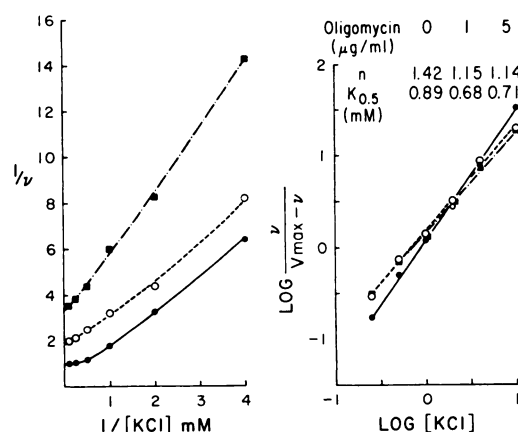 16
14
12
10
8
6
4
2
1/ν
0
1
2
3
4
1/[KCl] mM
Oligomycin 0 1 5
(μg/ml)
n 1.42 1.15 1.14
K0.5 0.89 0.68 0.71
(mM)
2
1
0
-1
LOG ν / Vmax - ν
-1
0
1
LOG [KCl]